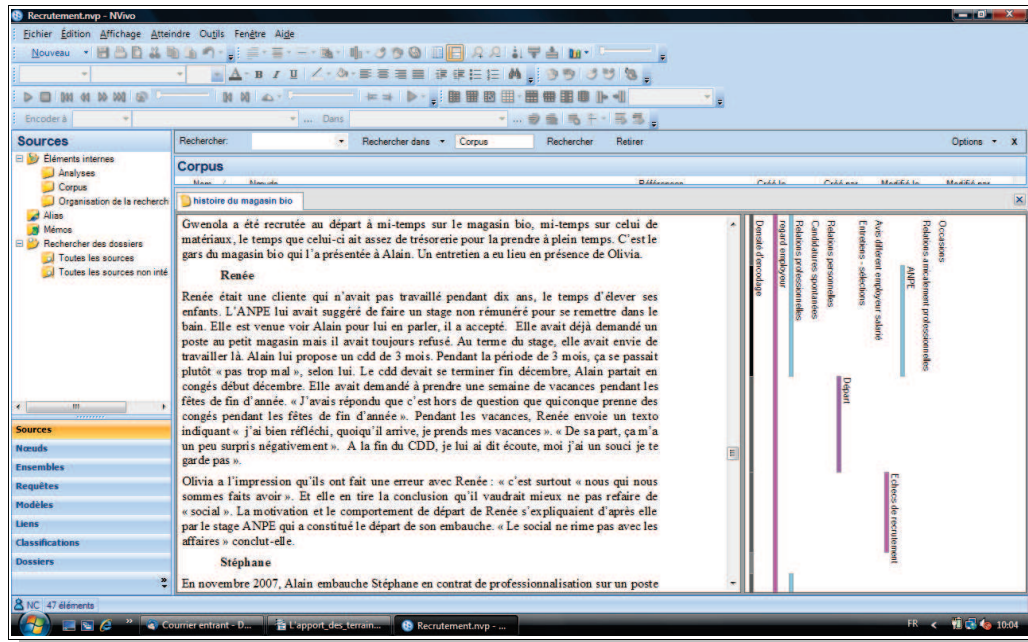 Recrutement.nvp - NVivo
Fichier Édition Affichage Atteindre Outils Fenêtre Aide
Nouveau
A B I U
Encoder à ... Dans ...
Sources
Rechercher: Rechercher dans Corpus Rechercher Retirer Options x
Éléments internes
Analyses
Corpus
Organisation de la recherch
Alias
Mémos
Rechercher des dossiers
Toutes les sources
Toutes les sources non inté
Corpus
Nom Nœuds Références Créé le Créé par Modifié le Modifié par
histoire du magasin bio
Gwenola a été recrutée au départ à mi-temps sur le magasin bio, mi-temps sur celui de
matériaux, le temps que celui-ci ait assez de trésorerie pour la prendre à plein temps. C'est le
gars du magasin bio qui l'a présentée à Alain. Un entretien a eu lieu en présence de Olivia.
Renée
Renée était une cliente qui n'avait pas travaillé pendant dix ans, le temps d'élever ses
enfants. L'ANPE lui avait suggéré de faire un stage non rémunéré pour se remettre dans le
bain. Elle est venue voir Alain pour lui en parler, il a accepté. Elle avait déjà demandé un
poste au petit magasin mais il avait toujours refusé. Au terme du stage, elle avait envie de
travailler là. Alain lui propose un cdd de 3 mois. Pendant la période de 3 mois, ça se passait
plutôt « pas trop mal », selon lui. Le cdd devait se terminer fin décembre, Alain partait en
congés début décembre. Elle avait demandé à prendre une semaine de vacances pendant les
fêtes de fin d'année. « J'avais répondu que c'est hors de question que quiconque prenne des
congés pendant les fêtes de fin d'année ». Pendant les vacances, Renée envoie un texto
indiquant « j'ai bien réfléchi, quoiqu'il arrive, je prends mes vacances ». « De sa part, ça m'a
un peu surpris négativement ». A la fin du CDD, je lui ai dit écoute, moi j'ai un souci je te
garde pas ».
Olivia a l'impression qu'ils ont fait une erreur avec Renée : « c'est surtout « nous qui nous
sommes faits avoir ». Et elle en tire la conclusion qu'il vaudrait mieux ne pas refaire de
« social ». La motivation et le comportement de départ de Renée s'expliquaient d'après elle
par le stage ANPE qui a constitué le départ de son embauche. « Le social ne rime pas avec les
affaires » conclut-elle.
Stéphane
En novembre 2007, Alain embauche Stéphane en contrat de professionnalisation sur un poste
Densité d'encodage
regard employeur
Relations professionnelles
Candidatures spontanées
Relations personnelles
Départ
Entretiens - sélections
Avis différent employeur salarié
Echecs de recrutement
ANPE
Relations amicalement professionnelles
Occasions
Sources
Nœuds
Ensembles
Requêtes
Modèles
Liens
Classifications
Dossiers
NC 47 éléments
Courrier entrant - D... L'apport_des_terrain... Recrutement.nvp - ... FR 10:04